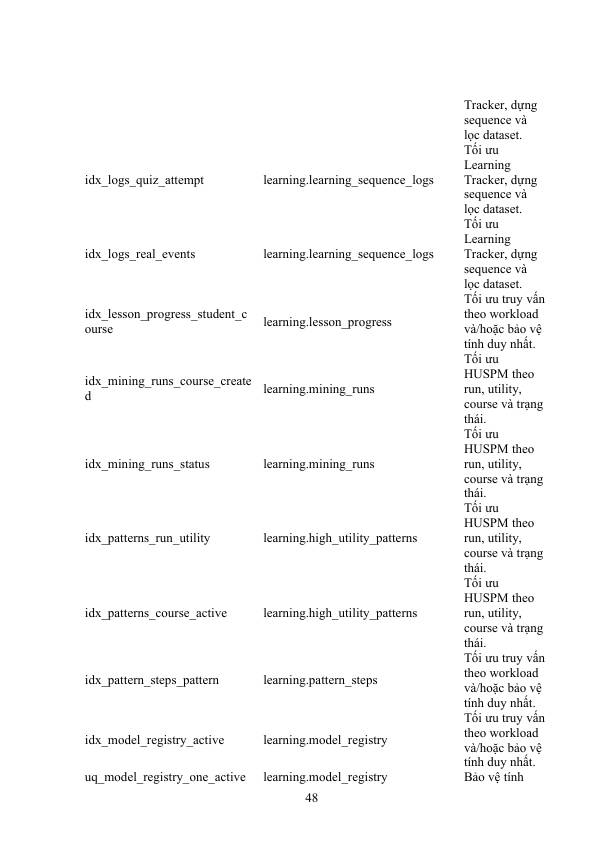 Tracker, dựng
sequence và
lọc dataset.
Tối ưu
Learning
idx_logs_quiz_attempt learning.learning_sequence_logs Tracker, dựng
sequence và
lọc dataset.
Tối ưu
Learning
idx_logs_real_events learning.learning_sequence_logs Tracker, dựng
sequence và
lọc dataset.
Tối ưu truy vấn
idx_lesson_progress_student_c theo workload
ourse learning.lesson_progress và/hoặc bảo vệ
tính duy nhất.
Tối ưu
idx_mining_runs_course_create HUSPM theo
d learning.mining_runs run, utility,
course và trạng
thái.
Tối ưu
HUSPM theo
idx_mining_runs_status learning.mining_runs run, utility,
course và trạng
thái.
Tối ưu
HUSPM theo
idx_patterns_run_utility learning.high_utility_patterns run, utility,
course và trạng
thái.
Tối ưu
HUSPM theo
idx_patterns_course_active learning.high_utility_patterns run, utility,
course và trạng
thái.
Tối ưu truy vấn
idx_pattern_steps_pattern learning.pattern_steps theo workload
và/hoặc bảo vệ
tính duy nhất.
Tối ưu truy vấn
idx_model_registry_active learning.model_registry theo workload
và/hoặc bảo vệ
tính duy nhất.
uq_model_registry_one_active learning.model_registry Bảo vệ tính
48